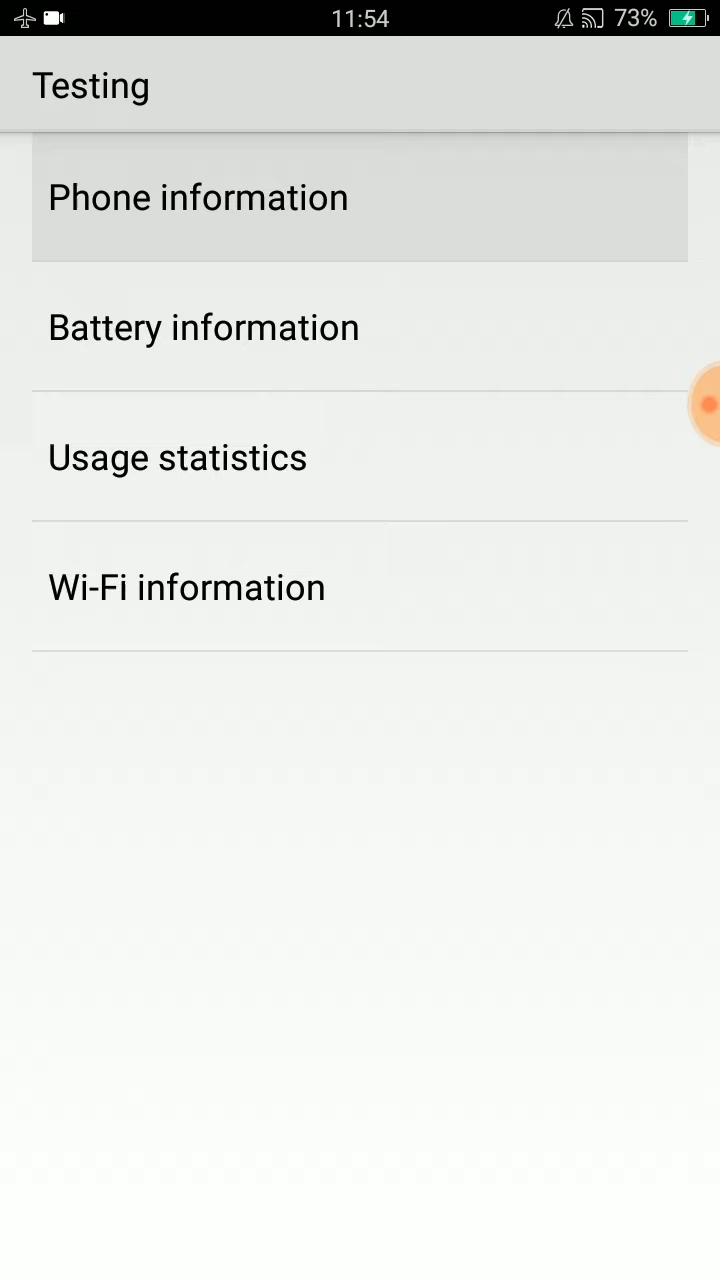 11:54 73%
Testing
Phone information
Battery information
Usage statistics
Wi-Fi information